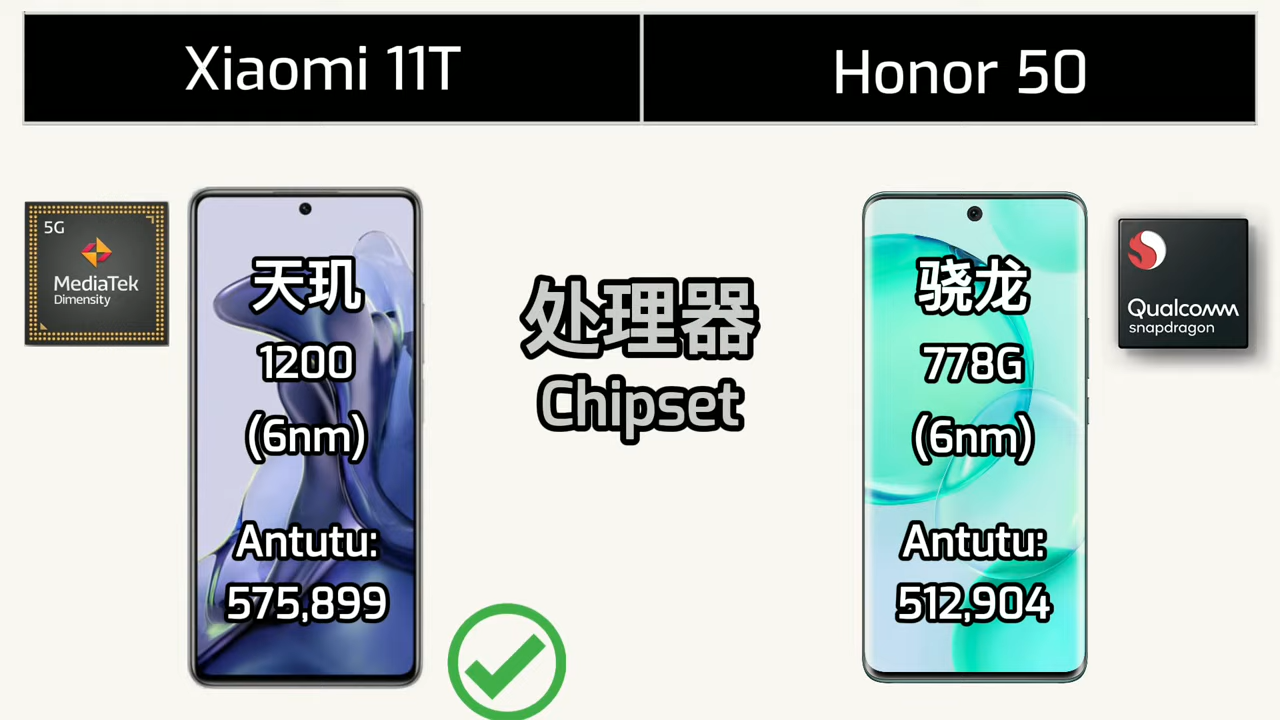 Xiaomi 11T
Honor 50
5G
MediaTek
Dimensity
天玑
1200
(6nm)
Antutu:
575,899
处理器
Chipset
骁龙
778G
(6nm)
Antutu:
512,904
Qualcomm
snapdragon